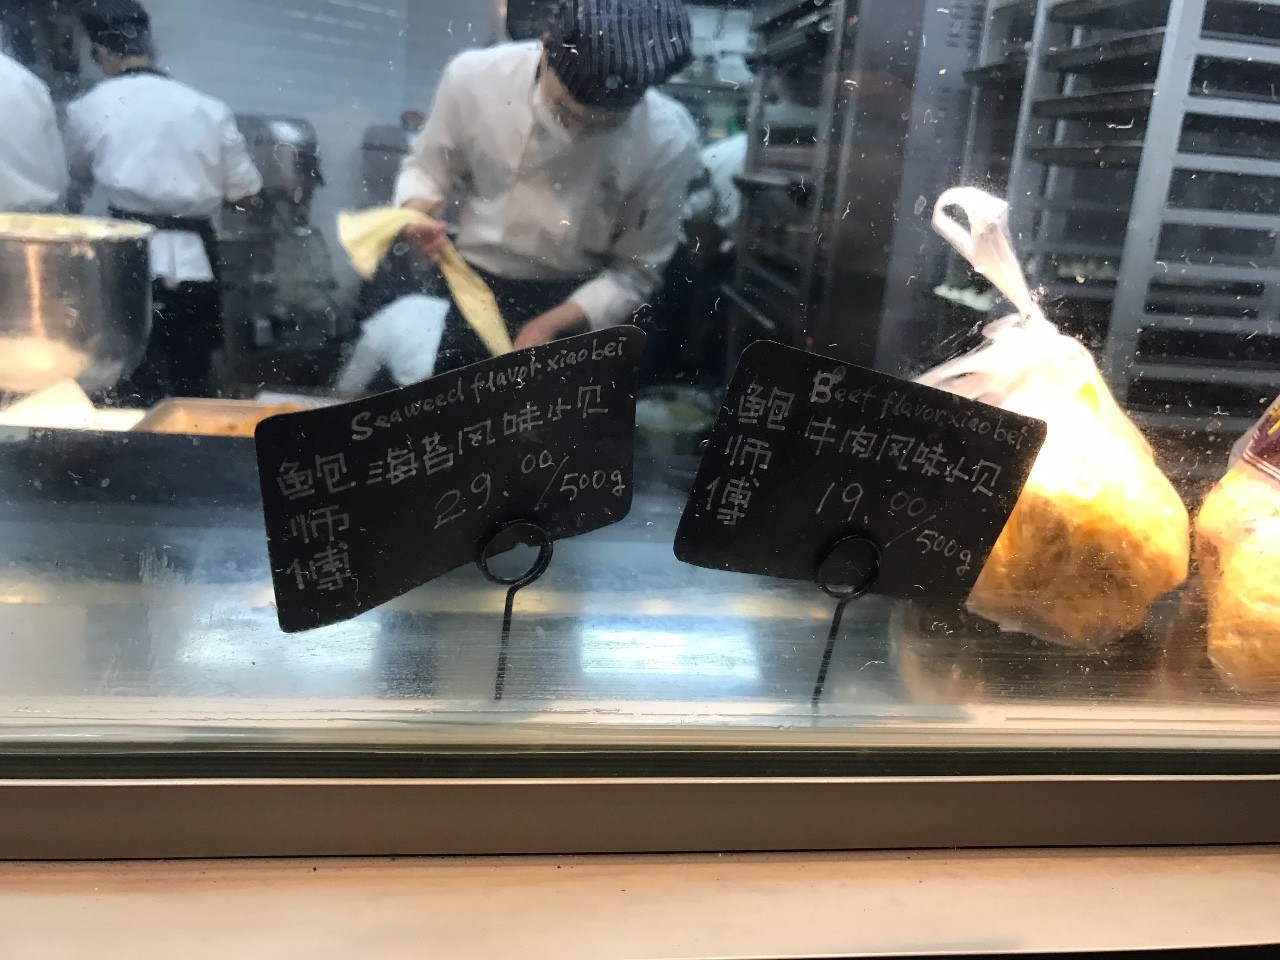 Seaweed flavor xiaobei
鲍师傅
海苔风味小贝
29.00/500g
Beef flavor xiaobei
鲍师傅
牛肉风味小贝
19.00/500g